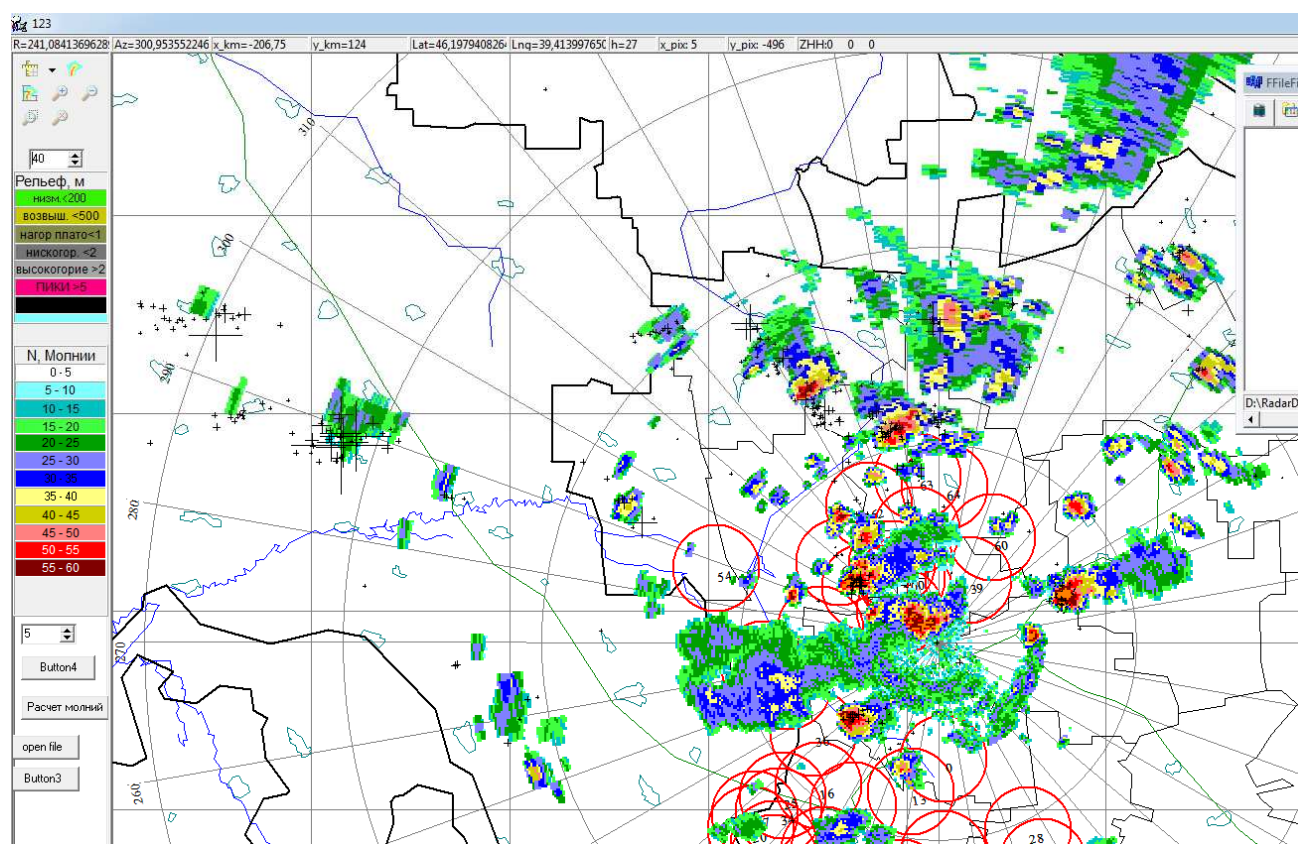 123
R=241,0841369628 Az=300,953552246 x_km=-206,75 y_km=124 Lat=46,197940826 Lng=39,413997650 h=27 x_pix: 5 y_pix: -496 ZHH:0 0 0
FFileFi
40
Рельеф, м
низм.<200
возвыш. <500
нагор плато<1
нискогор. <2
высокогорие >2
ПИКИ >5
N, Молнии
0 - 5
5 - 10
10 - 15
15 - 20
20 - 25
25 - 30
30 - 35
35 - 40
40 - 45
45 - 50
50 - 55
55 - 60
5
Button4
Расчет молний
open file
Button3
D:\RadarD
310
300
290
280
270
260
63
64
60
54
39
36
16
13
28